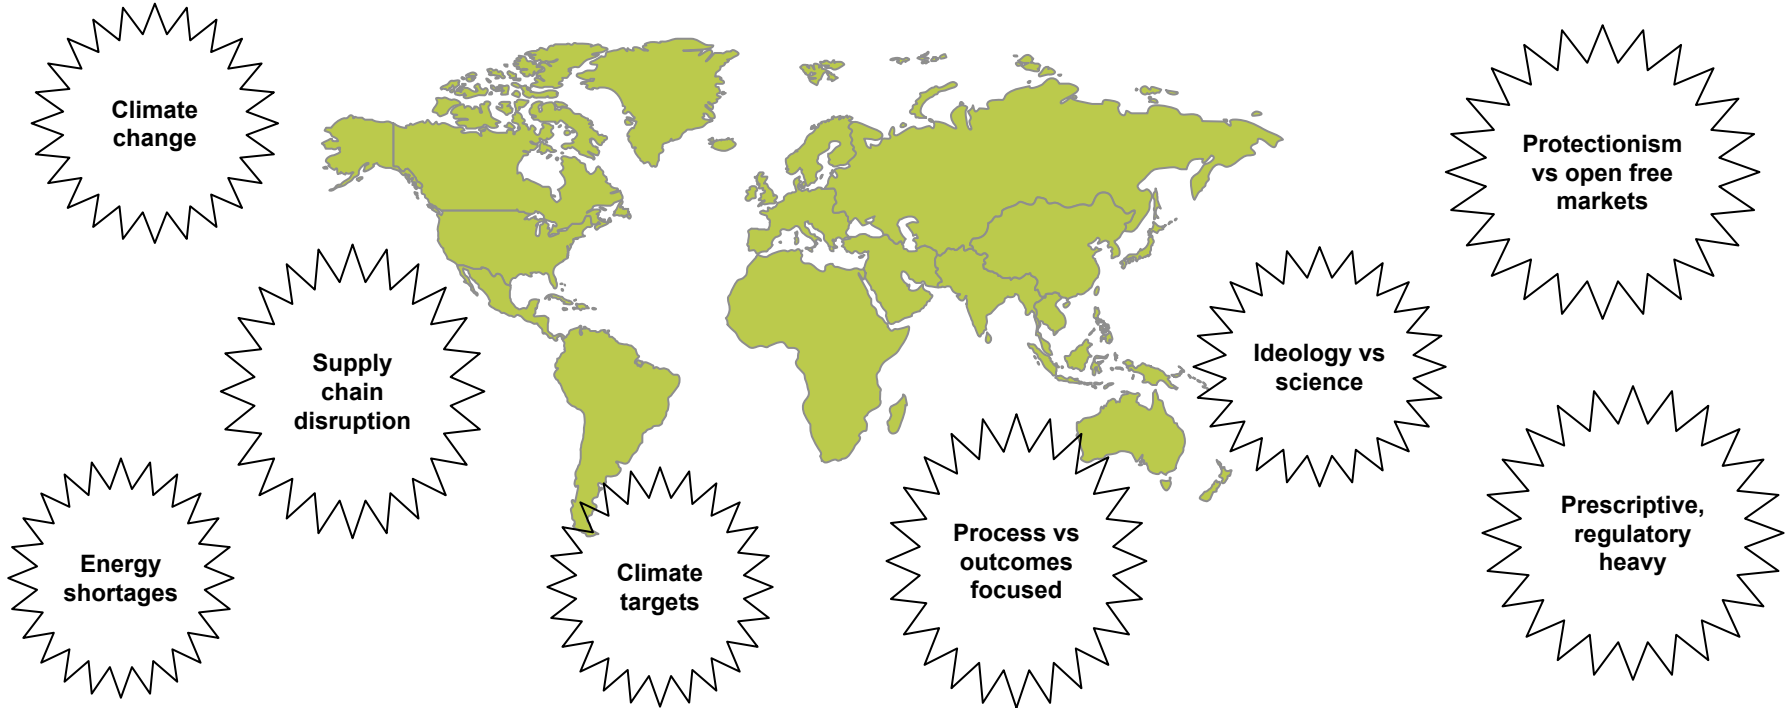 Climate
change
Protectionism
vs open free
markets
Supply
chain
disruption
Ideology vs
science
Energy
shortages
Climate
targets
Process vs
outcomes
focused
Prescriptive,
regulatory
heavy